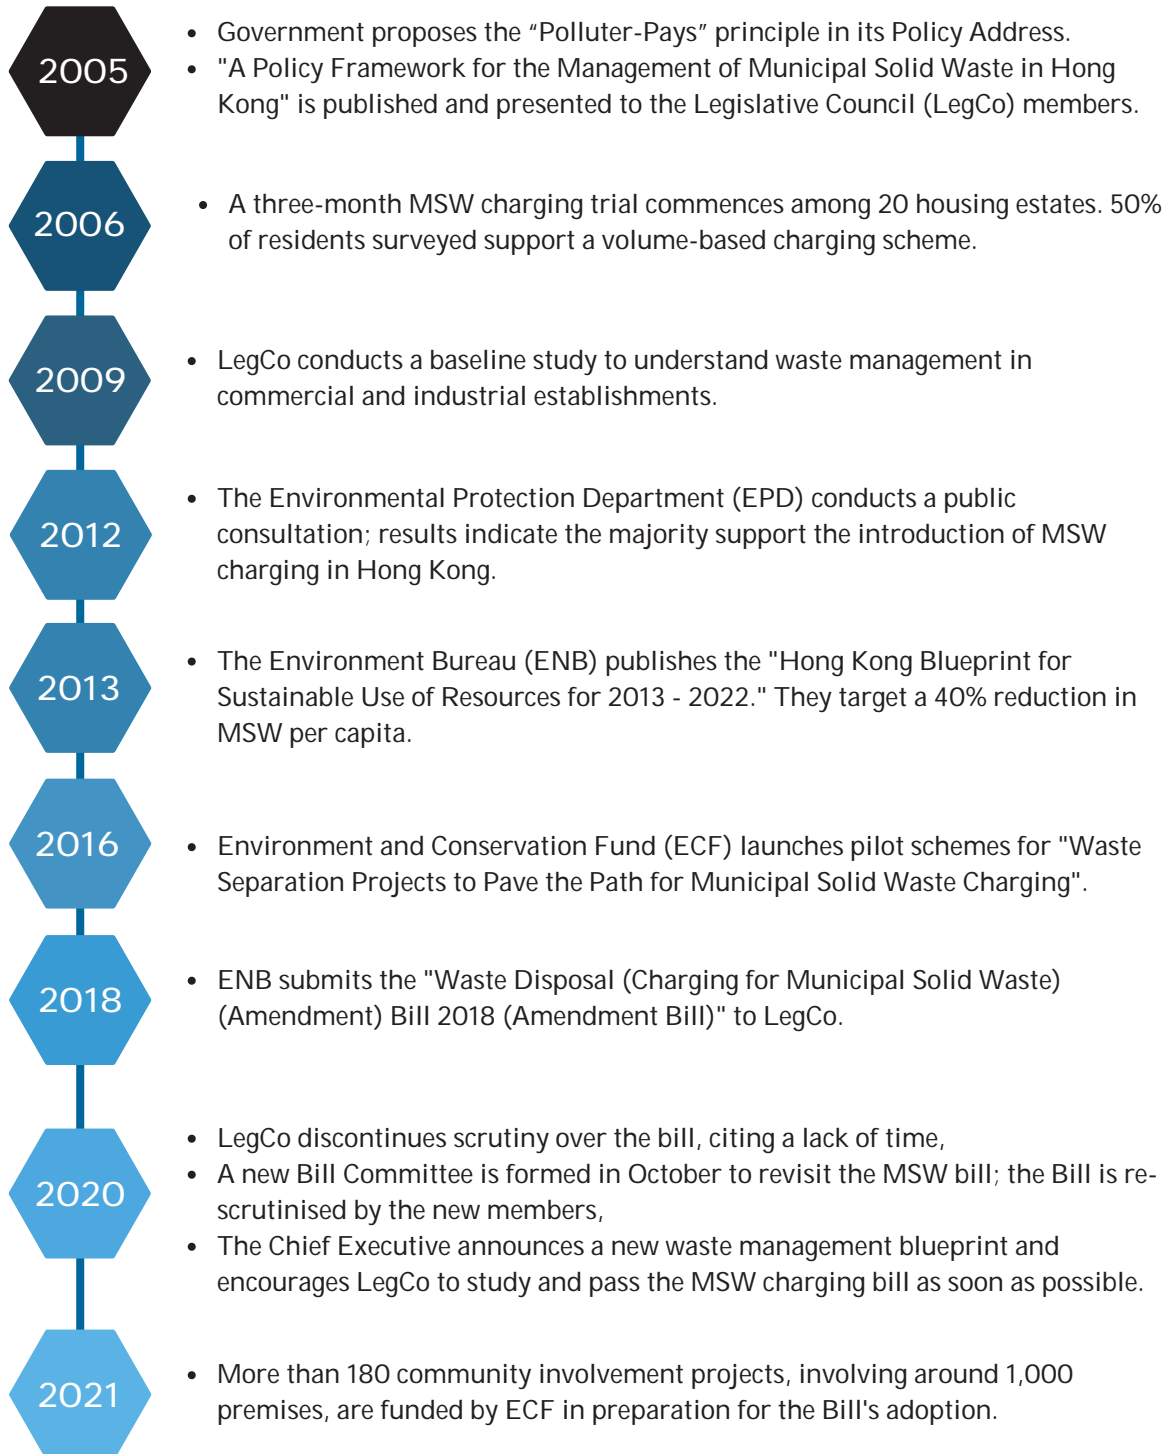 2005
• Government proposes the “Polluter-Pays” principle in its Policy Address.
• "A Policy Framework for the Management of Municipal Solid Waste in Hong
Kong" is published and presented to the Legislative Council (LegCo) members.
2006
• A three-month MSW charging trial commences among 20 housing estates. 50%
of residents surveyed support a volume-based charging scheme.
2009
• LegCo conducts a baseline study to understand waste management in
commercial and industrial establishments.
2012
• The Environmental Protection Department (EPD) conducts a public
consultation; results indicate the majority support the introduction of MSW
charging in Hong Kong.
2013
• The Environment Bureau (ENB) publishes the "Hong Kong Blueprint for
Sustainable Use of Resources for 2013 - 2022." They target a 40% reduction in
MSW per capita.
2016
• Environment and Conservation Fund (ECF) launches pilot schemes for "Waste
Separation Projects to Pave the Path for Municipal Solid Waste Charging".
2018
• ENB submits the "Waste Disposal (Charging for Municipal Solid Waste)
(Amendment) Bill 2018 (Amendment Bill)" to LegCo.
2020
• LegCo discontinues scrutiny over the bill, citing a lack of time,
• A new Bill Committee is formed in October to revisit the MSW bill; the Bill is re-
scrutinised by the new members,
• The Chief Executive announces a new waste management blueprint and
encourages LegCo to study and pass the MSW charging bill as soon as possible.
2021
• More than 180 community involvement projects, involving around 1,000
premises, are funded by ECF in preparation for the Bill's adoption.